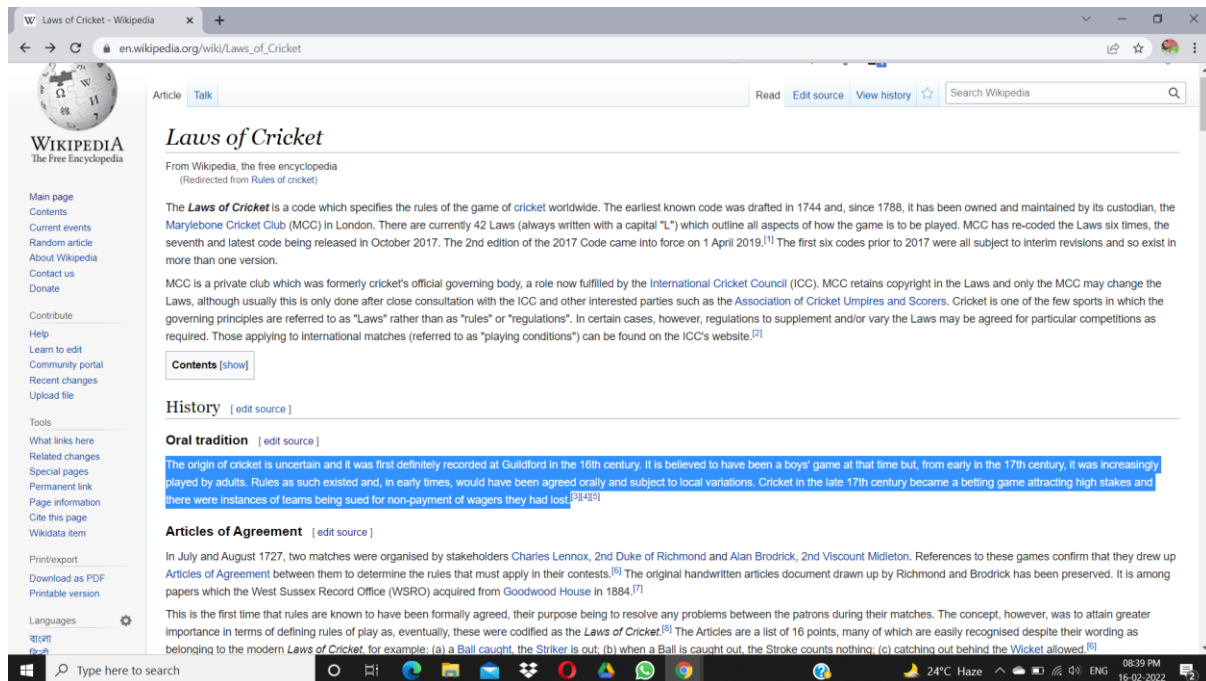 Laws of Cricket - Wikipedia
en.wikipedia.org/wiki/Laws_of_Cricket
WIKIPEDIA
The Free Encyclopedia
Main page
Contents
Current events
Random article
About Wikipedia
Contact us
Donate
Contribute
Help
Learn to edit
Community portal
Recent changes
Upload file
Tools
What links here
Related changes
Special pages
Permanent link
Page information
Cite this page
Wikidata item
Print/export
Download as PDF
Printable version
Languages
বাংলা
Article Talk
Read Edit source View history Search Wikipedia
Laws of Cricket
From Wikipedia, the free encyclopedia
(Redirected from Rules of cricket)
The Laws of Cricket is a code which specifies the rules of the game of cricket worldwide. The earliest known code was drafted in 1744 and, since 1788, it has been owned and maintained by its custodian, the
Marylebone Cricket Club (MCC) in London. There are currently 42 Laws (always written with a capital "L") which outline all aspects of how the game is to be played. MCC has re-coded the Laws six times, the
seventh and latest code being released in October 2017. The 2nd edition of the 2017 Code came into force on 1 April 2019.[1] The first six codes prior to 2017 were all subject to interim revisions and so exist in
more than one version.
MCC is a private club which was formerly cricket's official governing body, a role now fulfilled by the International Cricket Council (ICC). MCC retains copyright in the Laws and only the MCC may change the
Laws, although usually this is only done after close consultation with the ICC and other interested parties such as the Association of Cricket Umpires and Scorers. Cricket is one of the few sports in which the
governing principles are referred to as "Laws" rather than as "rules" or "regulations". In certain cases, however, regulations to supplement and/or vary the Laws may be agreed for particular competitions as
required. Those applying to international matches (referred to as "playing conditions") can be found on the ICC's website.[2]
Contents [show]
History [ edit source ]
Oral tradition [ edit source ]
The origin of cricket is uncertain and it was first definitely recorded at Guildford in the 16th century. It is believed to have been a boys' game at that time but, from early in the 17th century, it was increasingly
played by adults. Rules as such existed and, in early times, would have been agreed orally and subject to local variations. Cricket in the late 17th century became a betting game attracting high stakes and
there were instances of teams being sued for non-payment of wagers they had lost.[3][4][5]
Articles of Agreement [ edit source ]
In July and August 1727, two matches were organised by stakeholders Charles Lennox, 2nd Duke of Richmond and Alan Brodrick, 2nd Viscount Midleton. References to these games confirm that they drew up
Articles of Agreement between them to determine the rules that must apply in their contests.[6] The original handwritten articles document drawn up by Richmond and Brodrick has been preserved. It is among
papers which the West Sussex Record Office (WSRO) acquired from Goodwood House in 1884.[7]
This is the first time that rules are known to have been formally agreed, their purpose being to resolve any problems between the patrons during their matches. The concept, however, was to attain greater
importance in terms of defining rules of play as, eventually, these were codified as the Laws of Cricket.[8] The Articles are a list of 16 points, many of which are easily recognised despite their wording as
belonging to the modern Laws of Cricket, for example: (a) a Ball caught, the Striker is out; (b) when a Ball is caught out, the Stroke counts nothing; (c) catching out behind the Wicket allowed.[6]
Type here to search
24°C Haze
ENG
08:39 PM
16-02-2022